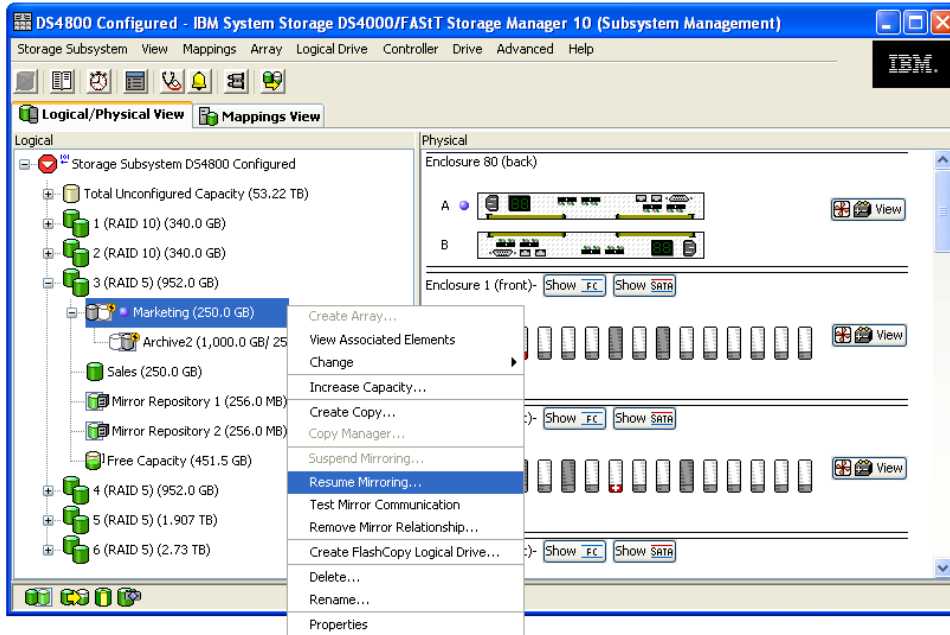 DS4800 Configured - IBM System Storage DS4000/FAStT Storage Manager 10 (Subsystem Management)
Storage Subsystem View Mappings Array Logical Drive Controller Drive Advanced Help
IBM.
Logical/Physical View Mappings View
Logical
Storage Subsystem DS4800 Configured
Total Unconfigured Capacity (53.22 TB)
1 (RAID 10) (340.0 GB)
2 (RAID 10) (340.0 GB)
3 (RAID 5) (952.0 GB)
Marketing (250.0 GB)
Archive2 (1,000.0 GB/ 25
Sales (250.0 GB)
Mirror Repository 1 (256.0 MB)
Mirror Repository 2 (256.0 MB)
Free Capacity (451.5 GB)
4 (RAID 5) (952.0 GB)
5 (RAID 5) (1.907 TB)
6 (RAID 5) (2.73 TB)
Create Array...
View Associated Elements
Change
Increase Capacity...
Create Copy...
Copy Manager...
Suspend Mirroring...
Resume Mirroring...
Test Mirror Communication
Remove Mirror Relationship...
Create FlashCopy Logical Drive...
Delete...
Rename...
Properties
Physical
Enclosure 80 (back)
A
View
B
Enclosure 1 (front)- Show FC Show SATA
View
)- Show FC Show SATA
View
)- Show FC Show SATA